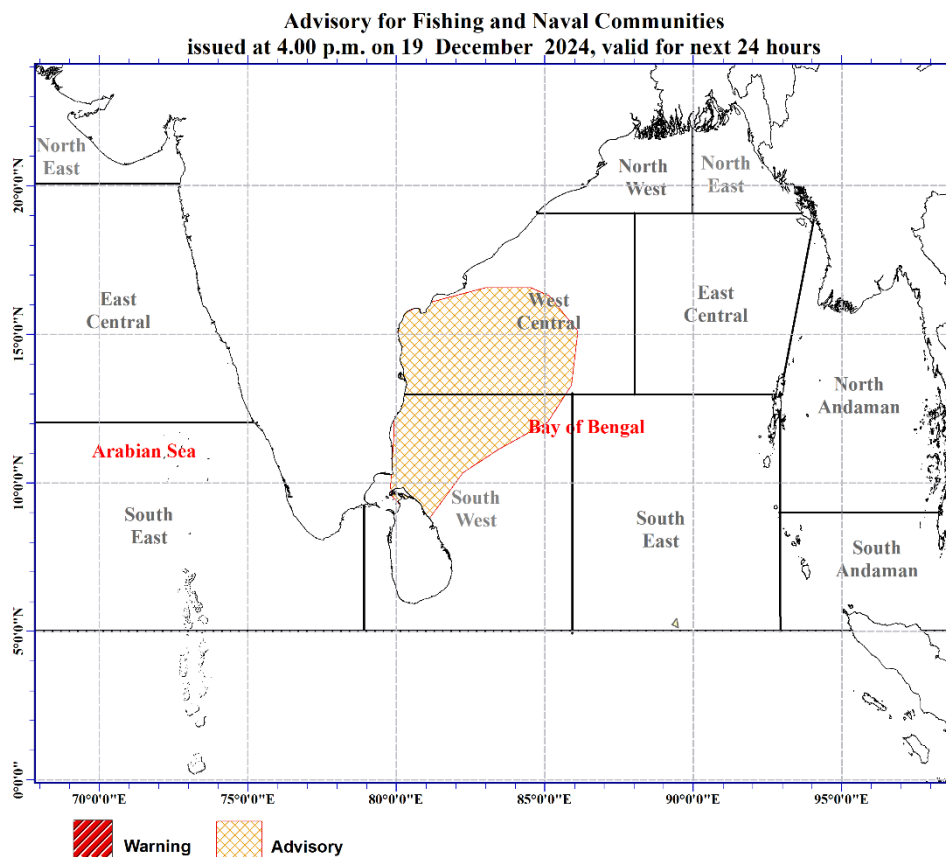 Advisory for Fishing and Naval Communities
issued at 4.00 p.m. on 19 December 2024, valid for next 24 hours
North
East
North
West
North
East
20°0'0"N
East
Central
West
Central
East
Central
15°0'0"N
North
Andaman
Arabian Sea
Bay of Bengal
10°0'0"N
South
East
South
West
South
East
South
Andaman
5°0'0"N
0°0'0"
70°0'0"E
75°0'0"E
80°0'0"E
85°0'0"E
90°0'0"E
95°0'0"E
Warning
Advisory